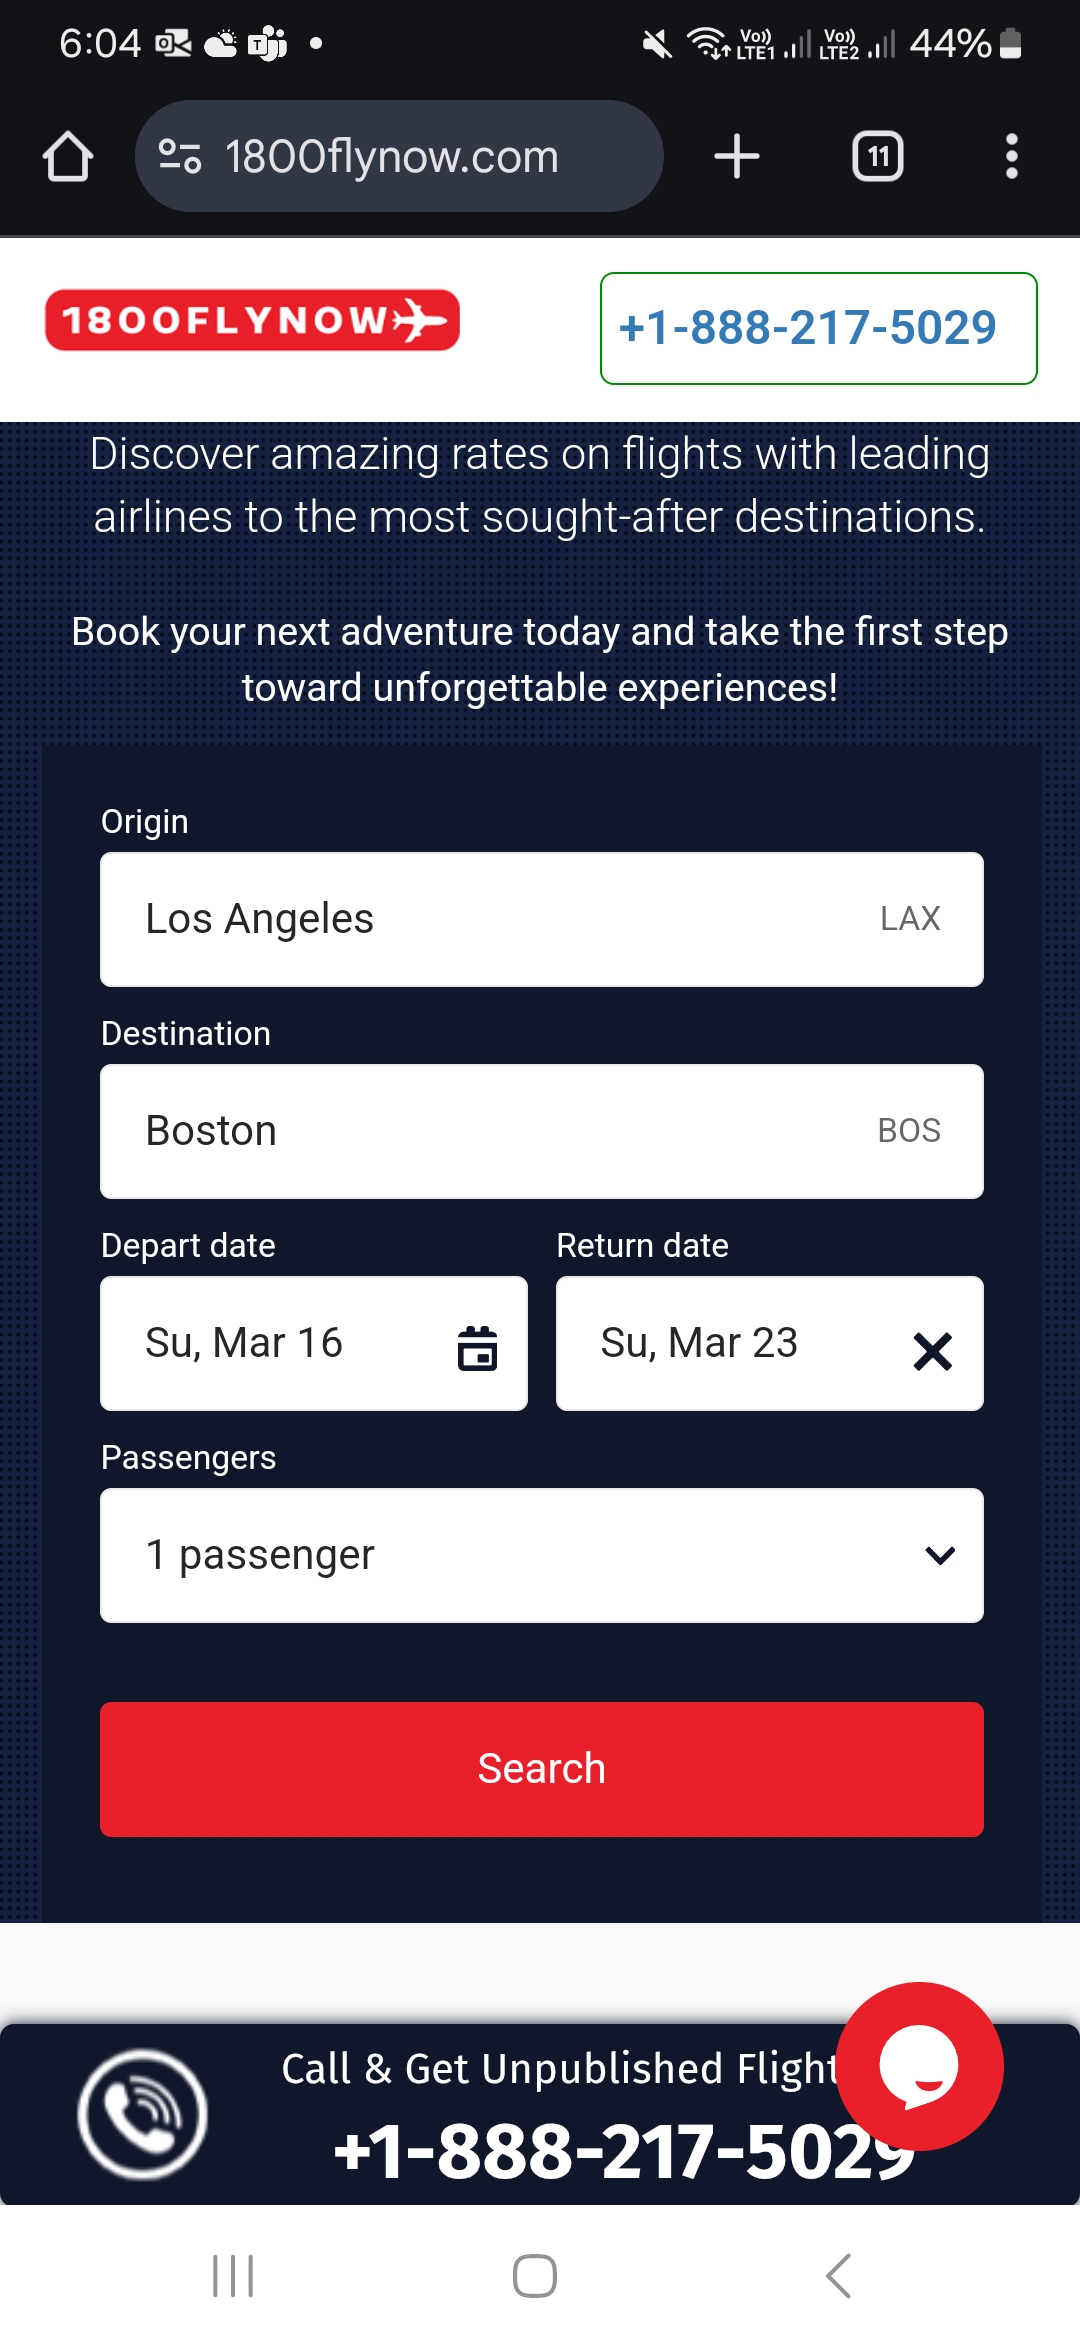 6:04
Vo)) LTE1
Vo)) LTE2
44%
1800flynow.com
11
1800FLYNOW
+1-888-217-5029
Discover amazing rates on flights with leading
airlines to the most sought-after destinations.
Book your next adventure today and take the first step
toward unforgettable experiences!
Origin
Los Angeles LAX
Destination
Boston BOS
Depart date Return date
Su, Mar 16 Su, Mar 23
Passengers
1 passenger
Search
Call & Get Unpublished Flight
+1-888-217-5029